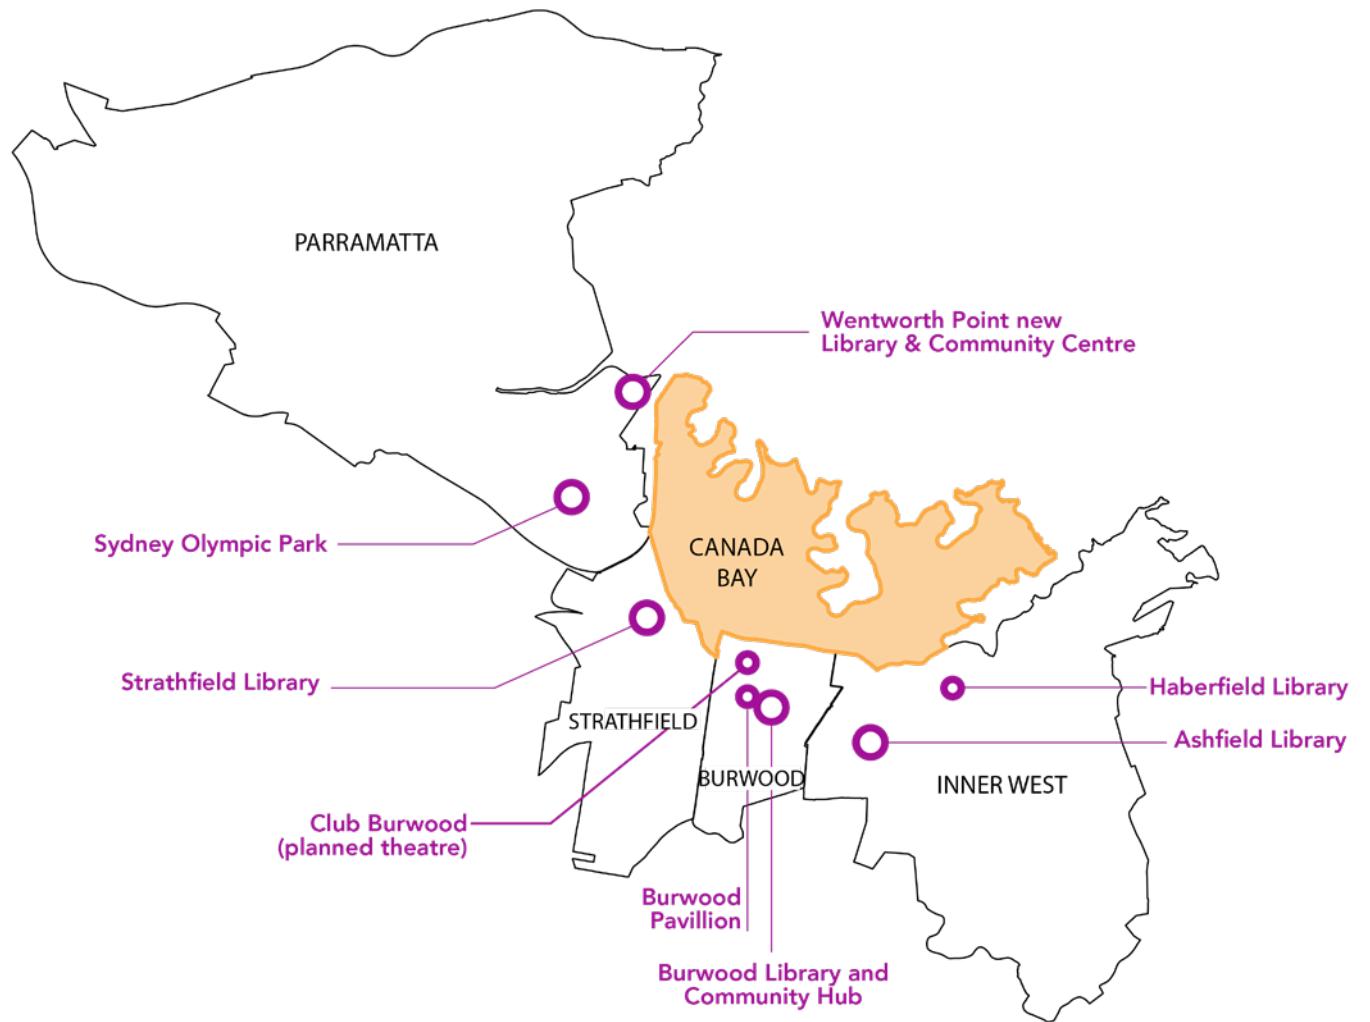 PARRAMATTA
Wentworth Point new
Library & Community Centre
Sydney Olympic Park
CANADA
BAY
Strathfield Library
STRATHFIELD
Haberfield Library
Ashfield Library
BURWOOD
INNER WEST
Club Burwood
(planned theatre)
Burwood
Pavillion
Burwood Library and
Community Hub